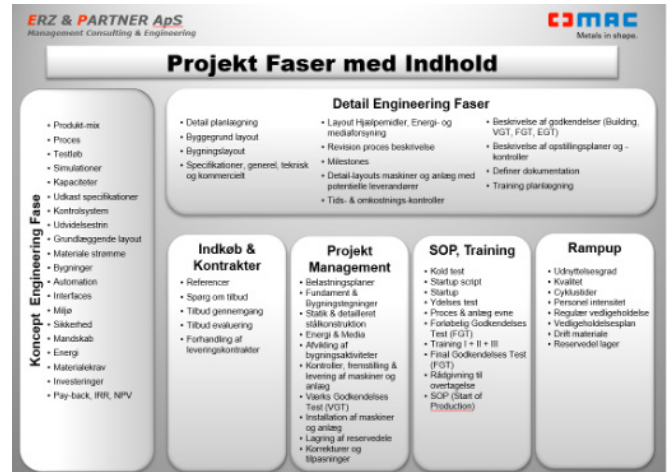 ERZ & PARTNER ApS
Management Consulting & Engineering
MAC
Metals in shape.
Projekt Faser med Indhold
Koncept Engineering Fase
• Produkt-mix
• Proces
• Testløb
• Simulationer
• Kapaciteter
• Udkast specifikationer
• Kontrolsystem
• Udvidelsestrin
• Grundlæggende layout
• Materiale strømme
• Bygninger
• Automation
• Interfaces
• Miljø
• Sikkerhed
• Mandskab
• Energi
• Materialekrav
• Investeringer
• Pay-back, IRR, NPV
Detail Engineering Faser
• Detail planlægning
• Byggegrund layout
• Bygningslayout
• Specifikationer, generel, teknisk
og kommercielt
• Layout Hjælpemidler, Energi- og
mediaforsyning
• Revision proces beskrivelse
• Milestones
• Detail-layouts maskiner og anlæg med
potentielle leverandører
• Tids- & omkostnings-kontroller
• Beskrivelse af godkendelser (Building,
VGT, FGT, EGT)
• Beskrivelse af opstillingsplaner og -
kontroller
• Definer dokumentation
• Training planlægning
Indkøb &
Kontrakter
• Referencer
• Spørg om tilbud
• Tilbud gennemgang
• Tilbud evaluering
• Forhandling af
leveringskontrakter
Projekt
Management
• Belastningsplaner
• Fundament &
Bygningstegninger
• Statik & detailleret
stålkonstruktion
• Energi & Media
• Afvikling af
bygningsaktiviteter
• Kontroller, fremstilling &
levering af maskiner og
anlæg
• Værks Godkendelses
Test (VGT)
• Installation af maskiner
og anlæg
• Lagring af reservedele
• Korrekturer og
tilpasninger
SOP, Training
• Kold test
• Startup script
• Startup
• Ydelses test
• Proces & anlæg evne
• Forløbelig Godkendelses
Test (FGT)
• Training I + II + III
• Final Godkendelses Test
(FGT)
• Rådgivning til
overtagelse
• SOP (Start of
Production)
Rampup
• Udnyttelsesgrad
• Kvalitet
• Cyklustider
• Personel intensitet
• Regulær vedligeholdelse
• Vedligeholdelsesplan
• Drift materiale
• Reservedel lager